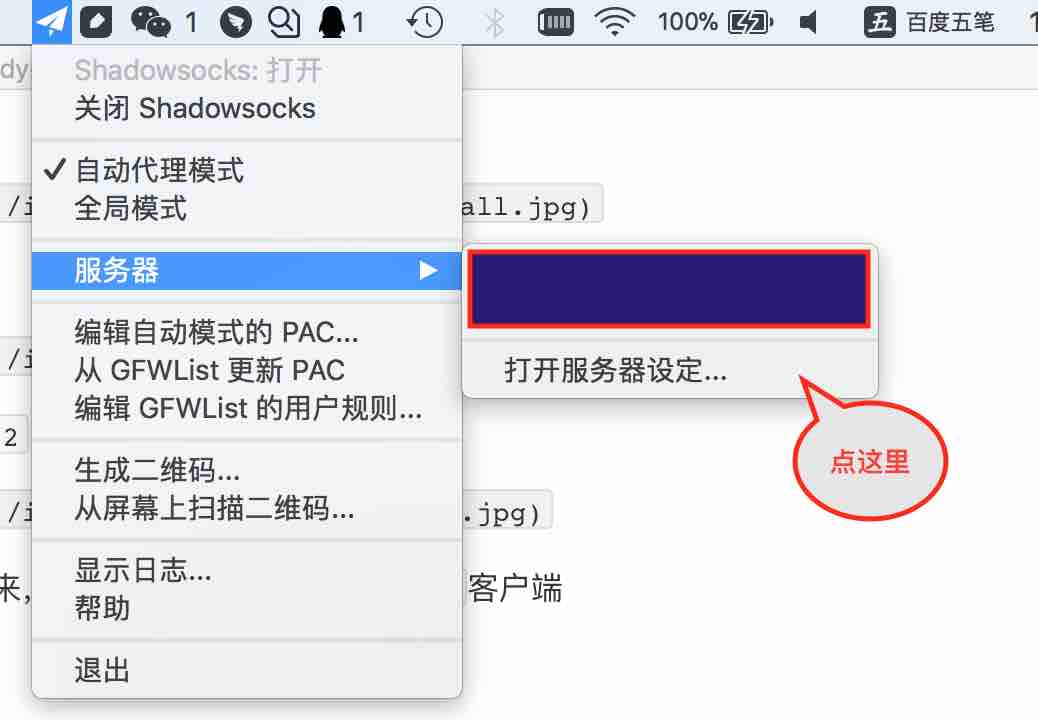 1 1 100% 五 百度五笔 1
dy
Shadowsocks: 打开
关闭 Shadowsocks
✓ 自动代理模式
/i
全局模式
all.jpg)
服务器
编辑自动模式的 PAC...
/i
从 GFWList 更新 PAC
打开服务器设定...
编辑 GFWList 的用户规则...
2
点这里
生成二维码...
/i
从屏幕上扫描二维码...
.jpg)
显示日志...
来,
客户端
帮助
退出